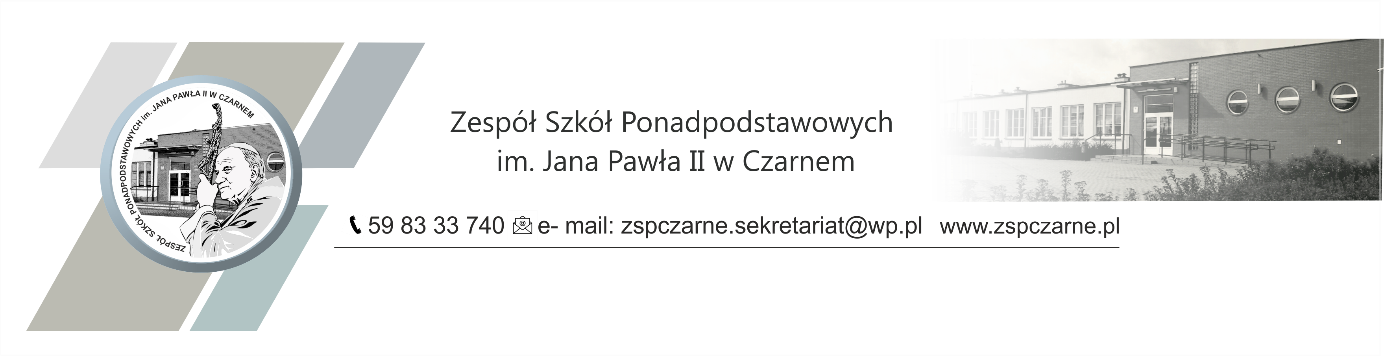 ZESPÓŁ SZKÓŁ PONADPODSTAWOWYCH im. JANA PAWŁA II W CZARNEM
Zespół Szkół Ponadpodstawowych
im. Jana Pawła II w Czarnem
59 83 33 740 e- mail: zspczarne.sekretariat@wp.pl www.zspczarne.pl